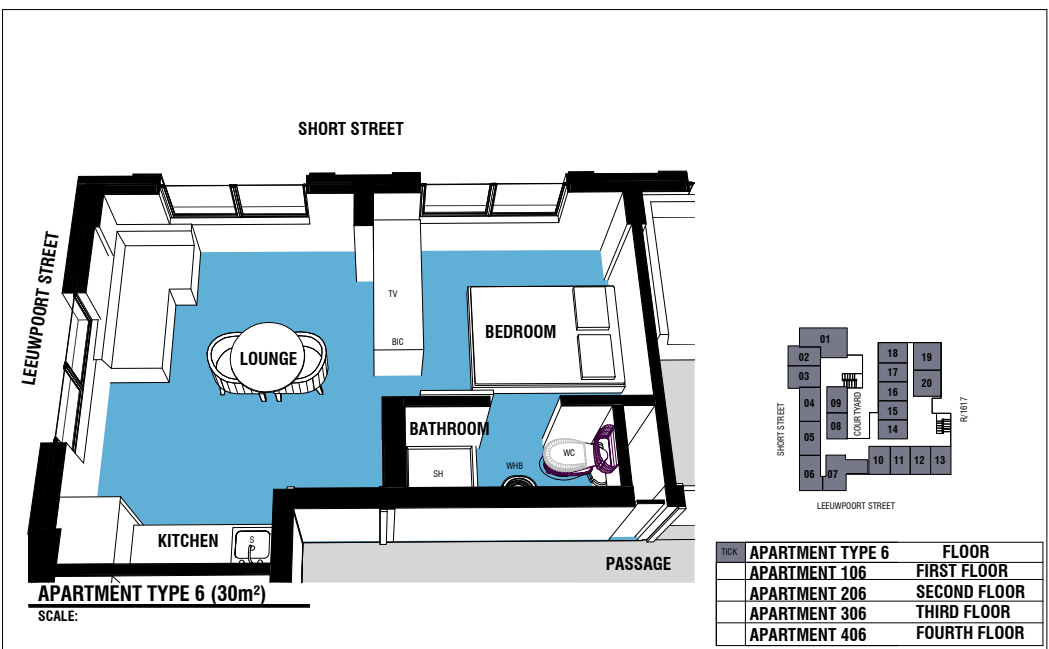 SHORT STREET
LEEUWPOORT STREET
TV
BIC
BEDROOM
LOUNGE
BATHROOM
SH
WHB
WC
KITCHEN
S
PASSAGE
APARTMENT TYPE 6 (30m²)
SCALE:
01
02
03
04
05
06
07
08
09
10
11
12
13
14
15
16
17
18
19
20
SHORT STREET
COURTYARD
R/1617
LEEUWPOORT STREET
TICK APARTMENT TYPE 6 FLOOR
APARTMENT 106 FIRST FLOOR
APARTMENT 206 SECOND FLOOR
APARTMENT 306 THIRD FLOOR
APARTMENT 406 FOURTH FLOOR